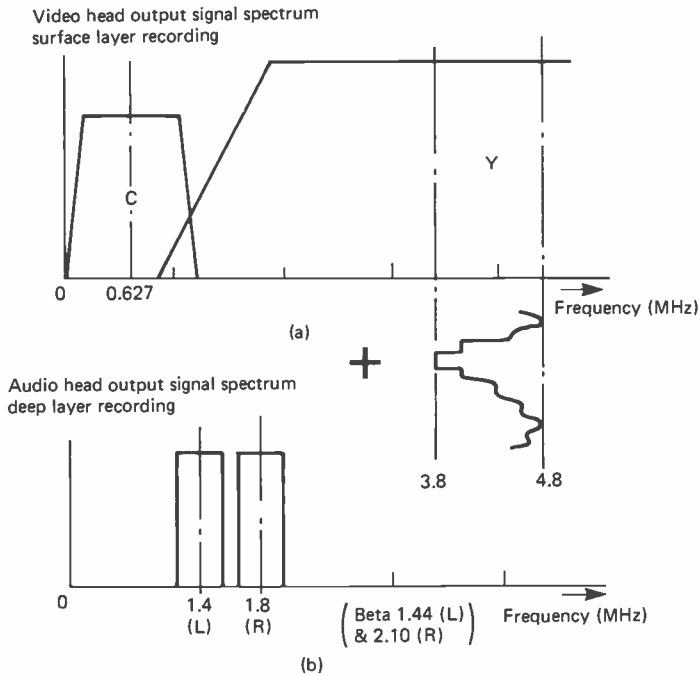 Video head output signal spectrum
surface layer recording
C
Y
0
0.627
Frequency (MHz)
(a)
+
3.8
4.8
Audio head output signal spectrum
deep layer recording
0
1.4
(L)
1.8
(R)
(Beta 1.44 (L)
& 2.10 (R))
Frequency (MHz)
(b)